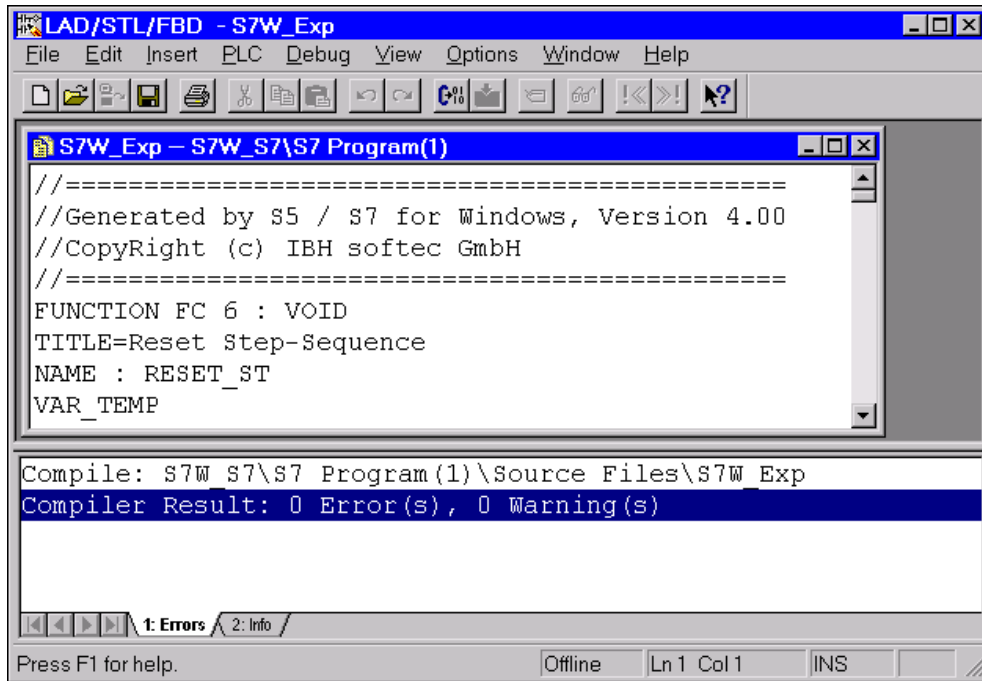 LAD/STL/FBD - S7W_Exp
File Edit Insert PLC Debug View Options Window Help
S7W_Exp — S7W_S7\S7 Program(1)
//==============================================
//Generated by S5 / S7 for Windows, Version 4.00
//CopyRight (c) IBH softec GmbH
//==============================================
FUNCTION FC 6 : VOID
TITLE=Reset Step-Sequence
NAME : RESET_ST
VAR_TEMP
Compile: S7W_S7\S7 Program(1)\Source Files\S7W_Exp
Compiler Result: 0 Error(s), 0 Warning(s)
1: Errors 2: Info
Press F1 for help. Offline Ln 1 Col 1 INS